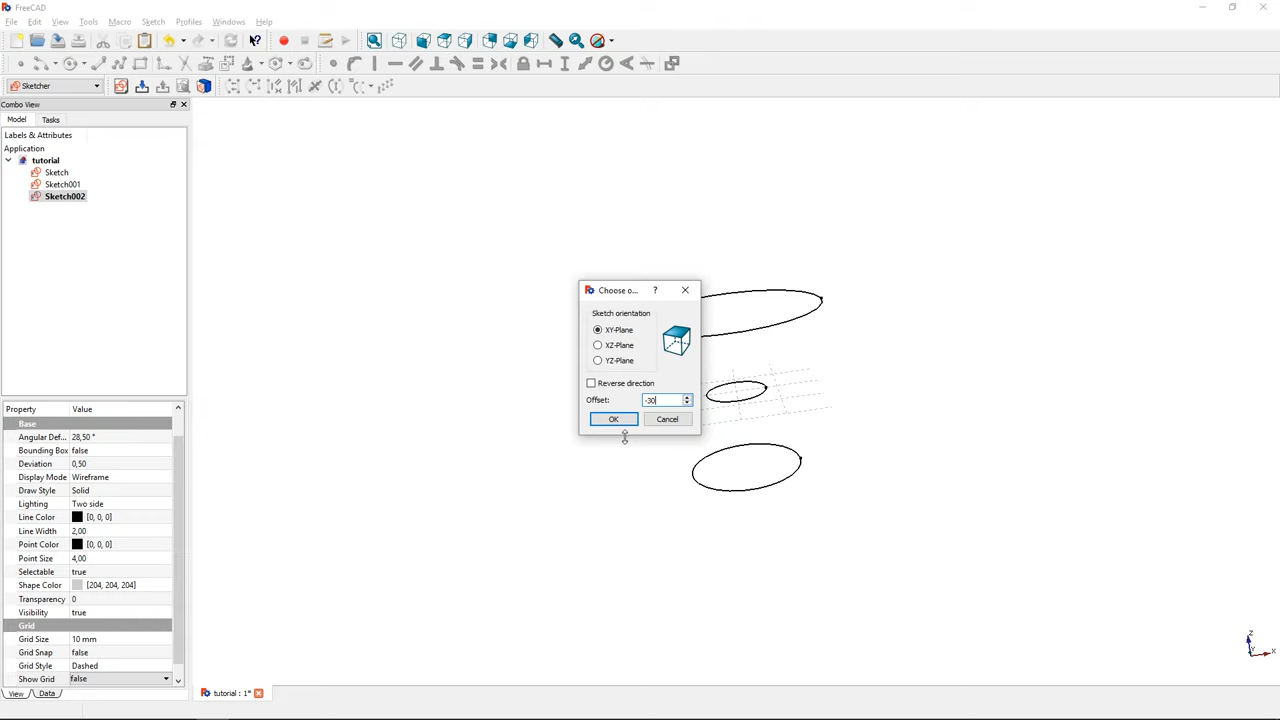 FreeCAD
File Edit View Tools Macro Sketch Profiles Windows Help
Sketcher
Combo View
Model Tasks
Labels & Attributes
Application
tutorial
Sketch
Sketch001
Sketch002
Choose o... ?
Sketch orientation
XY-Plane
XZ-Plane
YZ-Plane
Reverse direction
Offset: -30
OK Cancel
Property Value
Base
Angular Def... 28,50 °
Bounding Box false
Deviation 0,50
Display Mode Wireframe
Draw Style Solid
Lighting Two side
Line Color [0, 0, 0]
Line Width 2,00
Point Color [0, 0, 0]
Point Size 4,00
Selectable true
Shape Color [204, 204, 204]
Transparency 0
Visibility true
Grid
Grid Size 10 mm
Grid Snap false
Grid Style Dashed
Show Grid false
View Data
tutorial : 1*
Z
Y
X